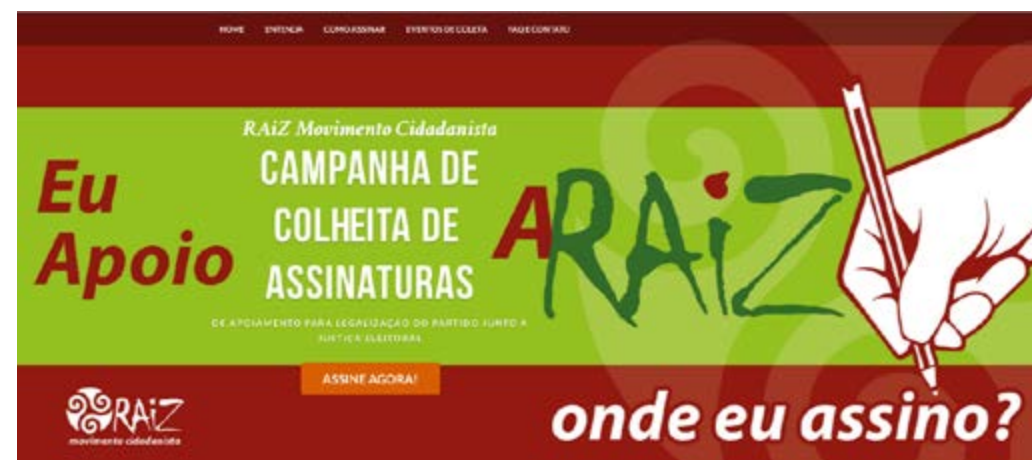 HOME ENTENDA COMO ASSINAR EVENTOS DE COLETA FAQ E CONTATO
RAiZ Movimento Cidadanista
CAMPANHA DE
COLHEITA DE
ASSINATURAS
DE APOIAMENTO PARA LEGALIZAÇÃO DO PARTIDO JUNTO A
JUSTIÇA ELEITORAL
ASSINE AGORA!
Eu
Apoio
A RAiZ
onde eu assino?
RAiZ
movimento cidadanista